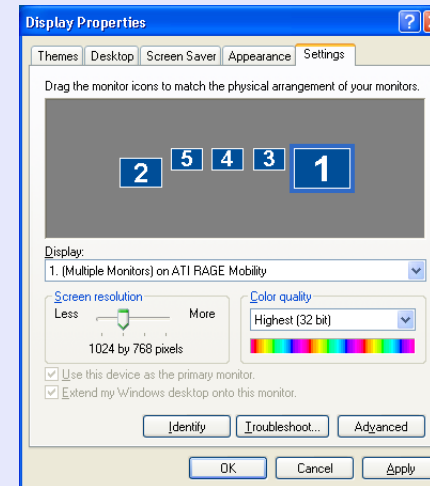 Display Properties
Themes Desktop Screen Saver Appearance Settings
Drag the monitor icons to match the physical arrangement of your monitors.
2 5 4 3 1
Display:
1. (Multiple Monitors) on ATI RAGE Mobility
Screen resolution
Less More
1024 by 768 pixels
Color quality
Highest (32 bit)
Use this device as the primary monitor.
Extend my Windows desktop onto this monitor.
Identify Troubleshoot... Advanced
OK Cancel Apply